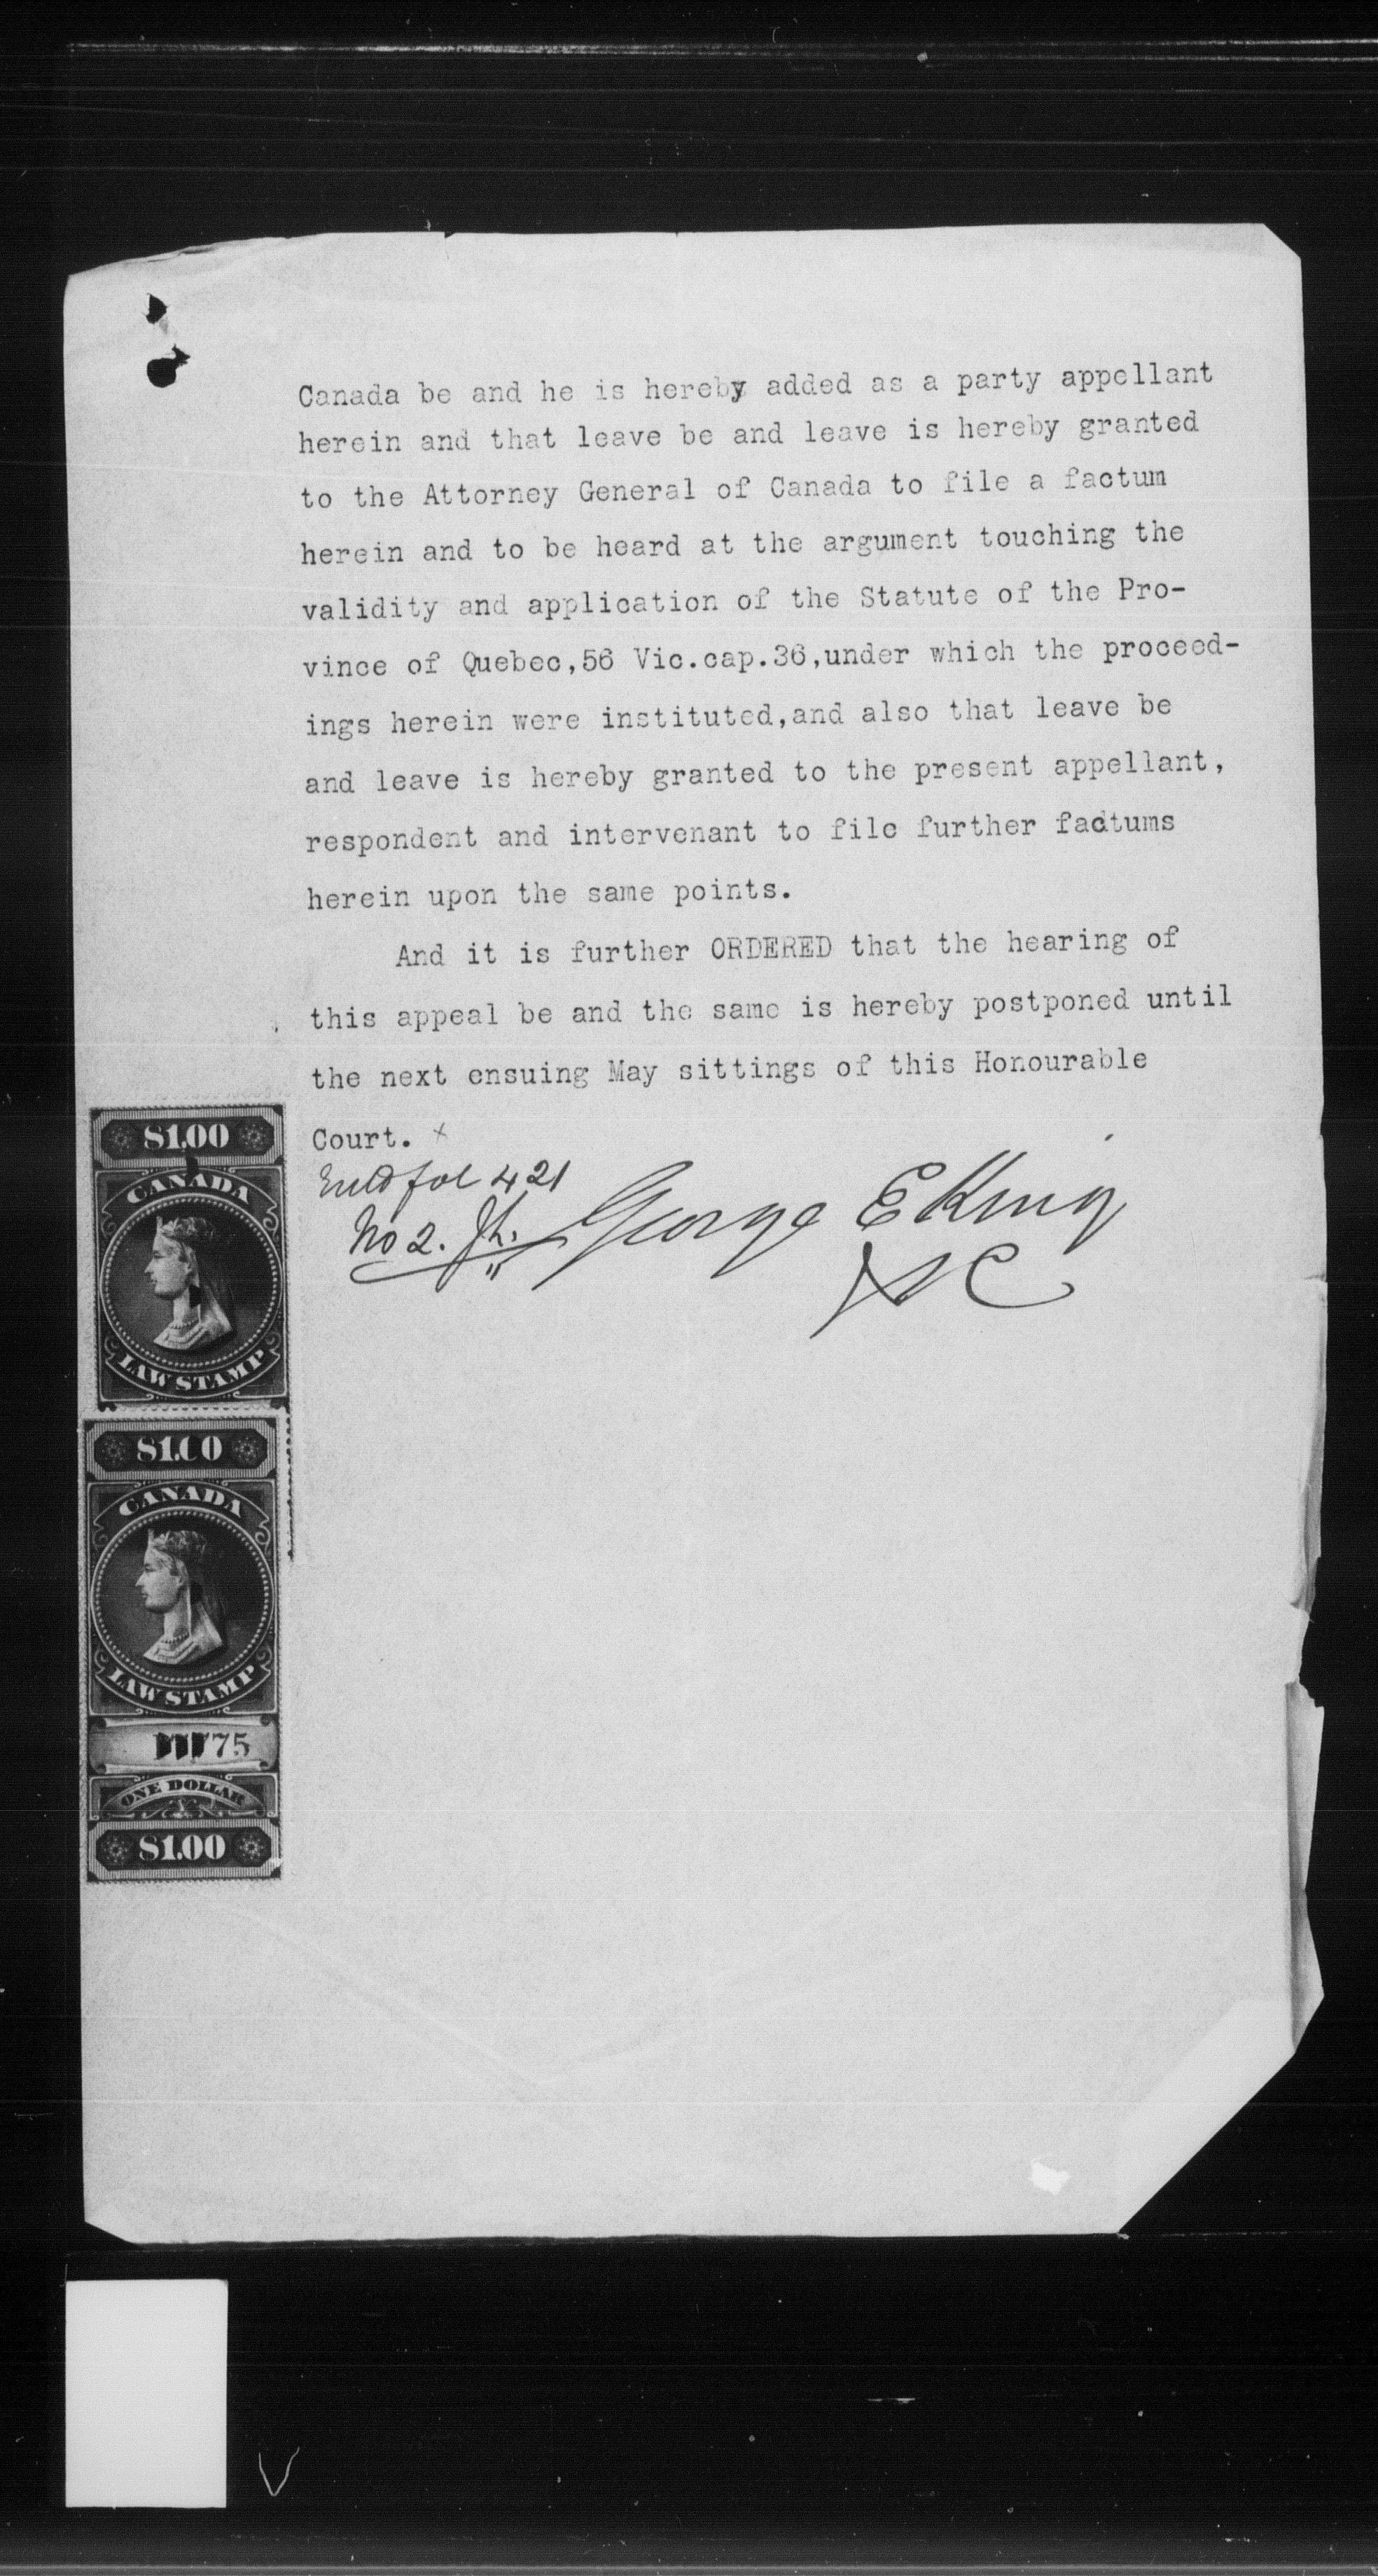 Canada be and he is hereby added as a party appellant
herein and that leave be and leave is hereby granted
to the Attorney General of Canada to file a factum
herein and to be heard at the argument touching the
validity and application of the Statute of the Pro-
vince of Quebec,56 Vic.cap.36,under which the proceed-
ings herein were instituted,and also that leave be
and leave is hereby granted to the present appellant,
respondent and intervenant to file further factums
herein upon the same points.
And it is further ORDERED that the hearing of
this appeal be and the same is hereby postponed until
the next ensuing May sittings of this Honourable
Court. x
fol 421
No 2.
George E King
JSC
$1.00
CANADA
LAW STAMP
$1.00
CANADA
LAW STAMP
75
ONE DOLLAR
$1.00